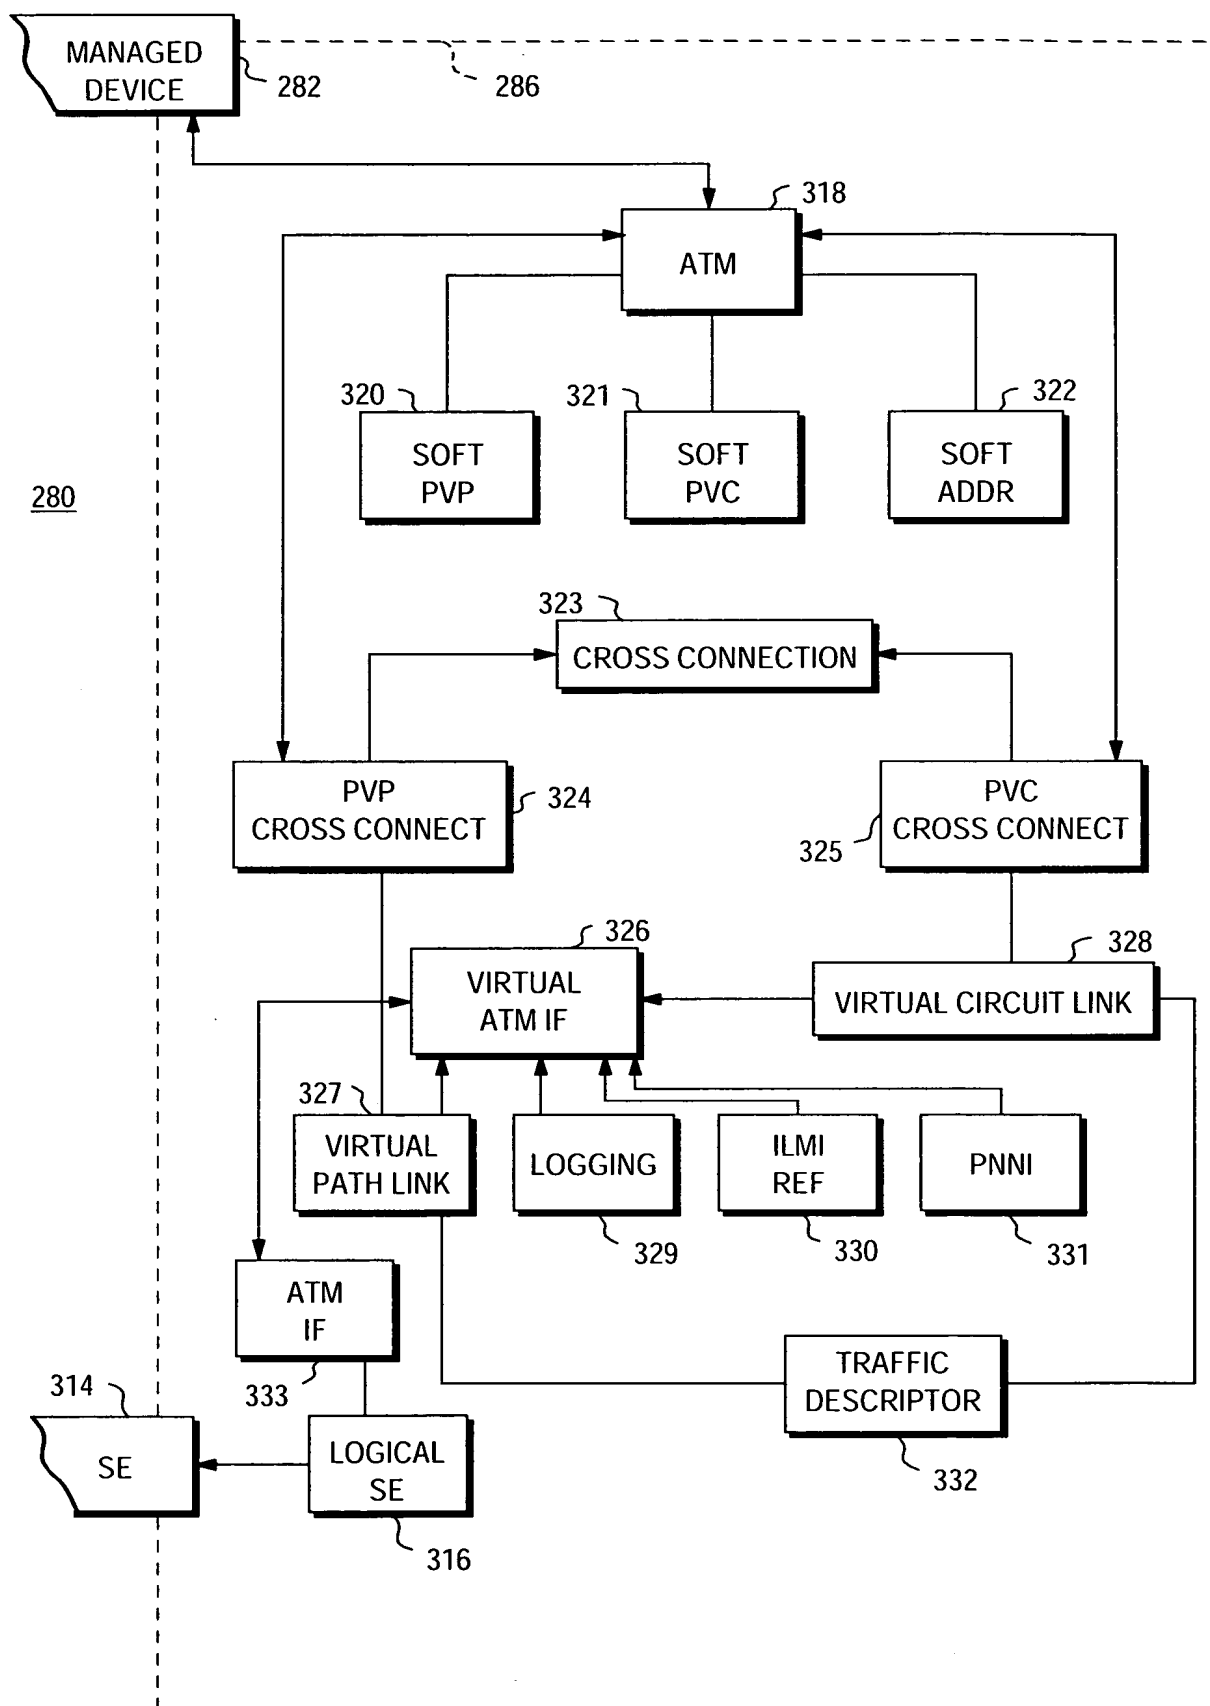 MANAGED
DEVICE
282
286
318
ATM
320
321
322
SOFT
PVP
SOFT
PVC
SOFT
ADDR
280
323
CROSS CONNECTION
PVP
CROSS CONNECT
324
PVC
CROSS CONNECT
325
326
VIRTUAL
ATM IF
328
VIRTUAL CIRCUIT LINK
327
VIRTUAL
PATH LINK
LOGGING
ILMI
REF
PNNI
329
330
331
ATM
IF
333
TRAFFIC
DESCRIPTOR
332
314
SE
LOGICAL
SE
316